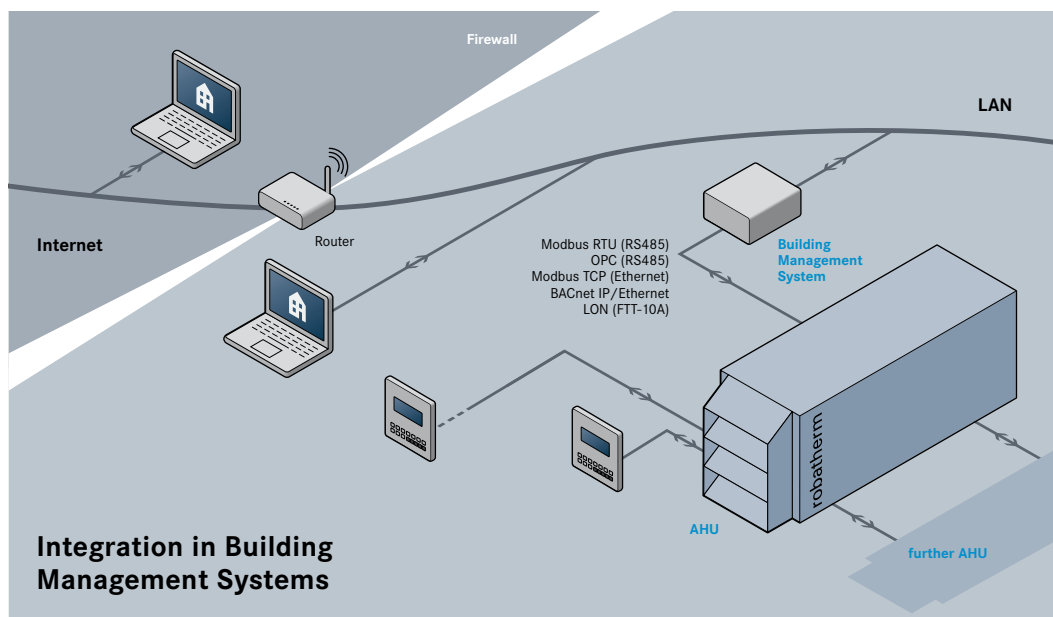 Firewall
LAN
Internet
Router
Modbus RTU (RS485)
OPC (RS485)
Modbus TCP (Ethernet)
BACnet IP/Ethernet
LON (FTT-10A)
Building
Management
System
robatherm
AHU
further AHU
Integration in Building
Management Systems